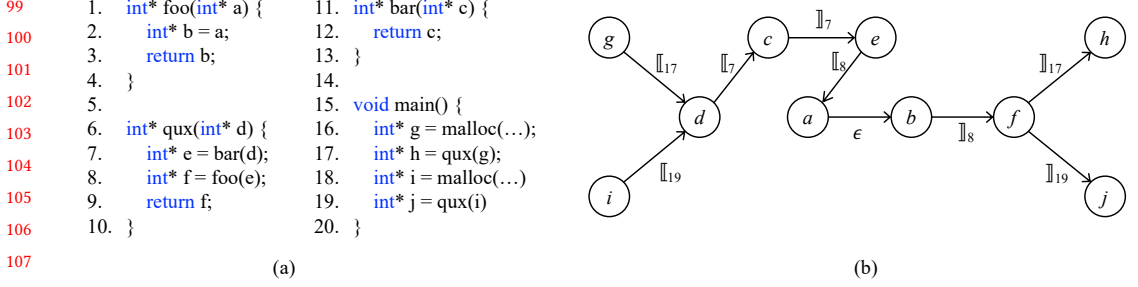 99
100
101
102
103
104
105
106
107
1. int* foo(int* a) {
2. int* b = a;
3. return b;
4. }
5.
6. int* qux(int* d) {
7. int* e = bar(d);
8. int* f = foo(e);
9. return f;
10. }
11. int* bar(int* c) {
12. return c;
13. }
14.
15. void main() {
16. int* g = malloc(…);
17. int* h = qux(g);
18. int* i = malloc(…)
19. int* j = qux(i)
20. }
(a)
g
⟦17
i
⟦19
d
⟦7
c
⟧7
e
⟦8
a
ϵ
b
⟧8
f
⟧17
h
⟧19
j
(b)